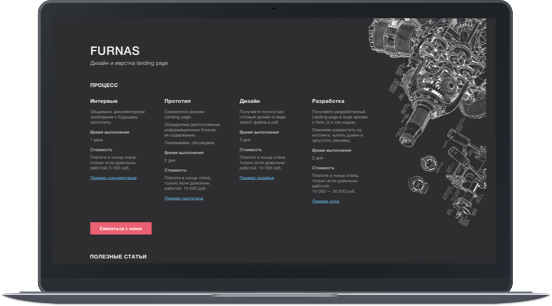 FURNAS
Дизайн и верстка landing page
ПРОЦЕСС
Интервью
Общаемся, документируем
требования к будущему
прототипу.
Время выполнения
1 день
Стоимость
Платите в конце этапа,
только если довольны
работой: 5 000 руб.
Пример документации
Прототип
Схематично рисуем
Landing page.
Определяем расположение
информационных блоков,
их содержание.
Показываем, обсуждаем.
Время выполнения
2 дня
Стоимость
Платите в конце этапа,
только если довольны
работой: 10 000 руб.
Пример прототипа
Дизайн
Получаете полностью
готовый дизайн в виде
sketch файла и pdf.
Время выполнения
3 дня
Стоимость
Платите в конце этапа,
только если довольны
работой: 10 000 руб.
Пример дизайна
Разработка
Получаете разработанный
Landing page в виде архива
с html, js и css кодом.
Поможем разместить на
хостинге, купить домен и
запустить рекламу.
Время выполнения
2 дня
Стоимость
Платите в конце этапа,
только если довольны
работой:
10 000 — 30 000 руб.
Пример кода
Связаться с нами
ПОЛЕЗНЫЕ СТАТЬИ